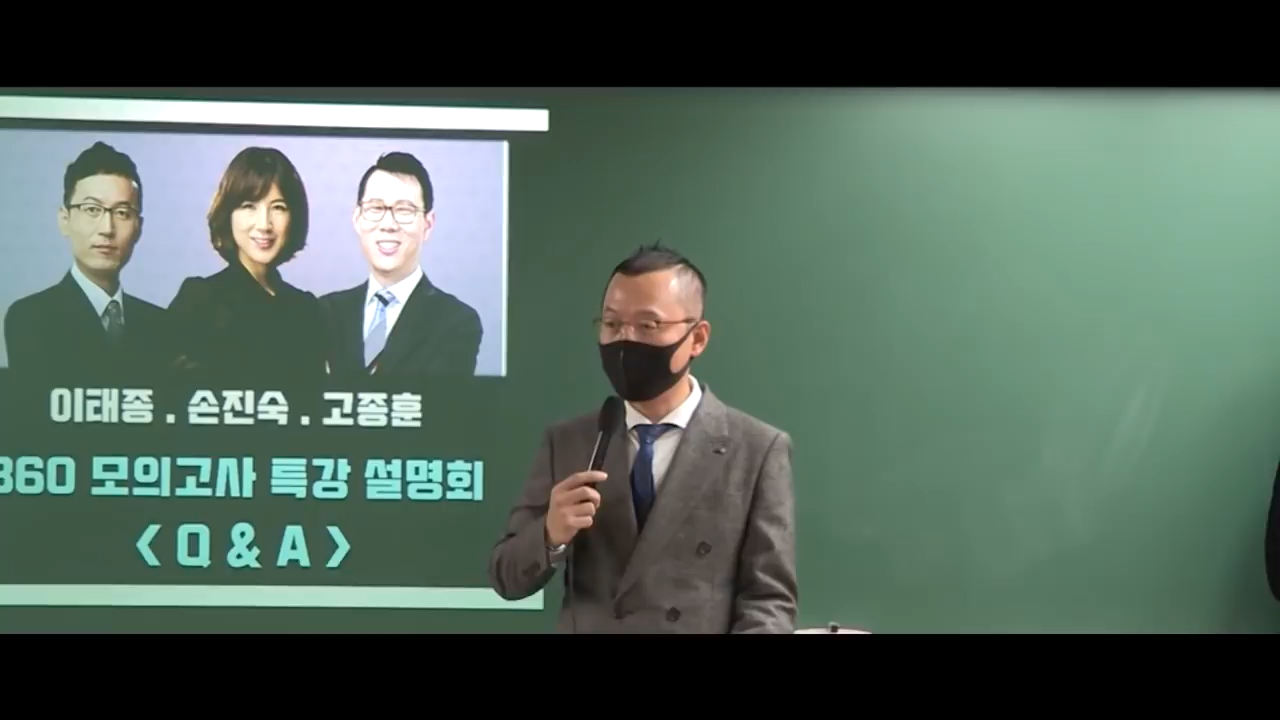 이태종 . 손진숙 . 고종훈
360 모의고사 특강 설명회
< Q & A >